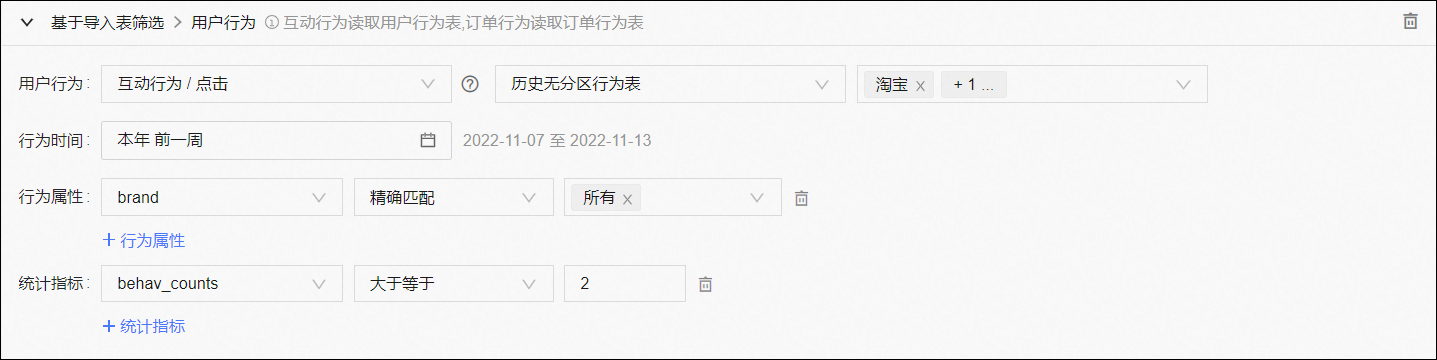 基于导入表筛选 > 用户行为 互动行为读取用户行为表,订单行为读取订单行为表
用户行为: 互动行为 / 点击 历史无分区行为表 淘宝 x + 1 ...
行为时间: 本年 前一周 2022-11-07 至 2022-11-13
行为属性: brand 精确匹配 所有 x
+ 行为属性
统计指标: behav_counts 大于等于 2
+ 统计指标